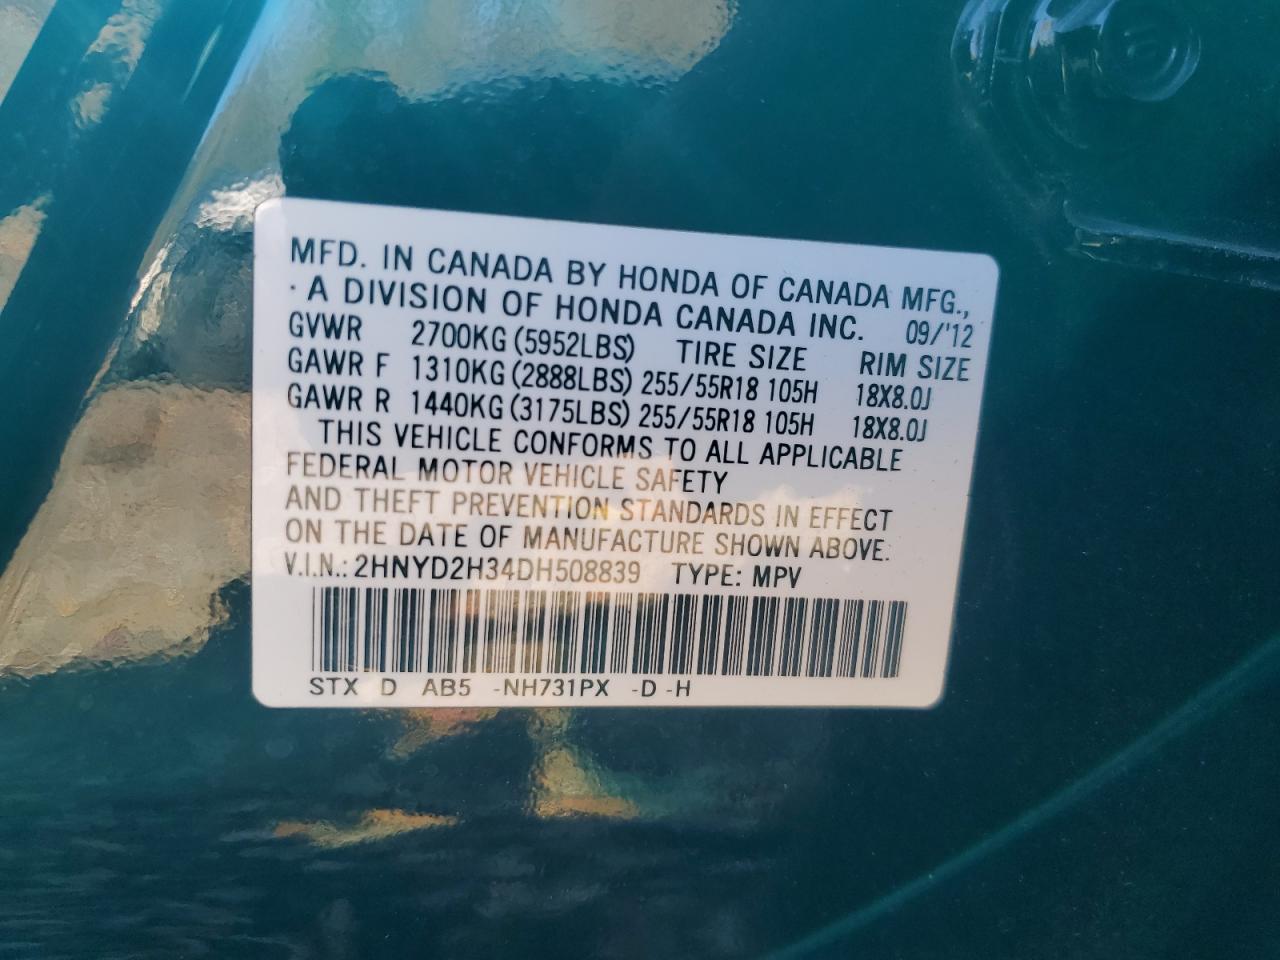 MFD. IN CANADA BY HONDA OF CANADA MFG.,
· A DIVISION OF HONDA CANADA INC. 09/'12
GVWR 2700KG (5952LBS) TIRE SIZE RIM SIZE
GAWR F 1310KG (2888LBS) 255/55R18 105H 18X8.0J
GAWR R 1440KG (3175LBS) 255/55R18 105H 18X8.0J
THIS VEHICLE CONFORMS TO ALL APPLICABLE
FEDERAL MOTOR VEHICLE SAFETY
AND THEFT PREVENTION STANDARDS IN EFFECT
ON THE DATE OF MANUFACTURE SHOWN ABOVE.
V.I.N.: 2HNYD2H34DH508839 TYPE: MPV
STX D AB5 -NH731PX -D -H